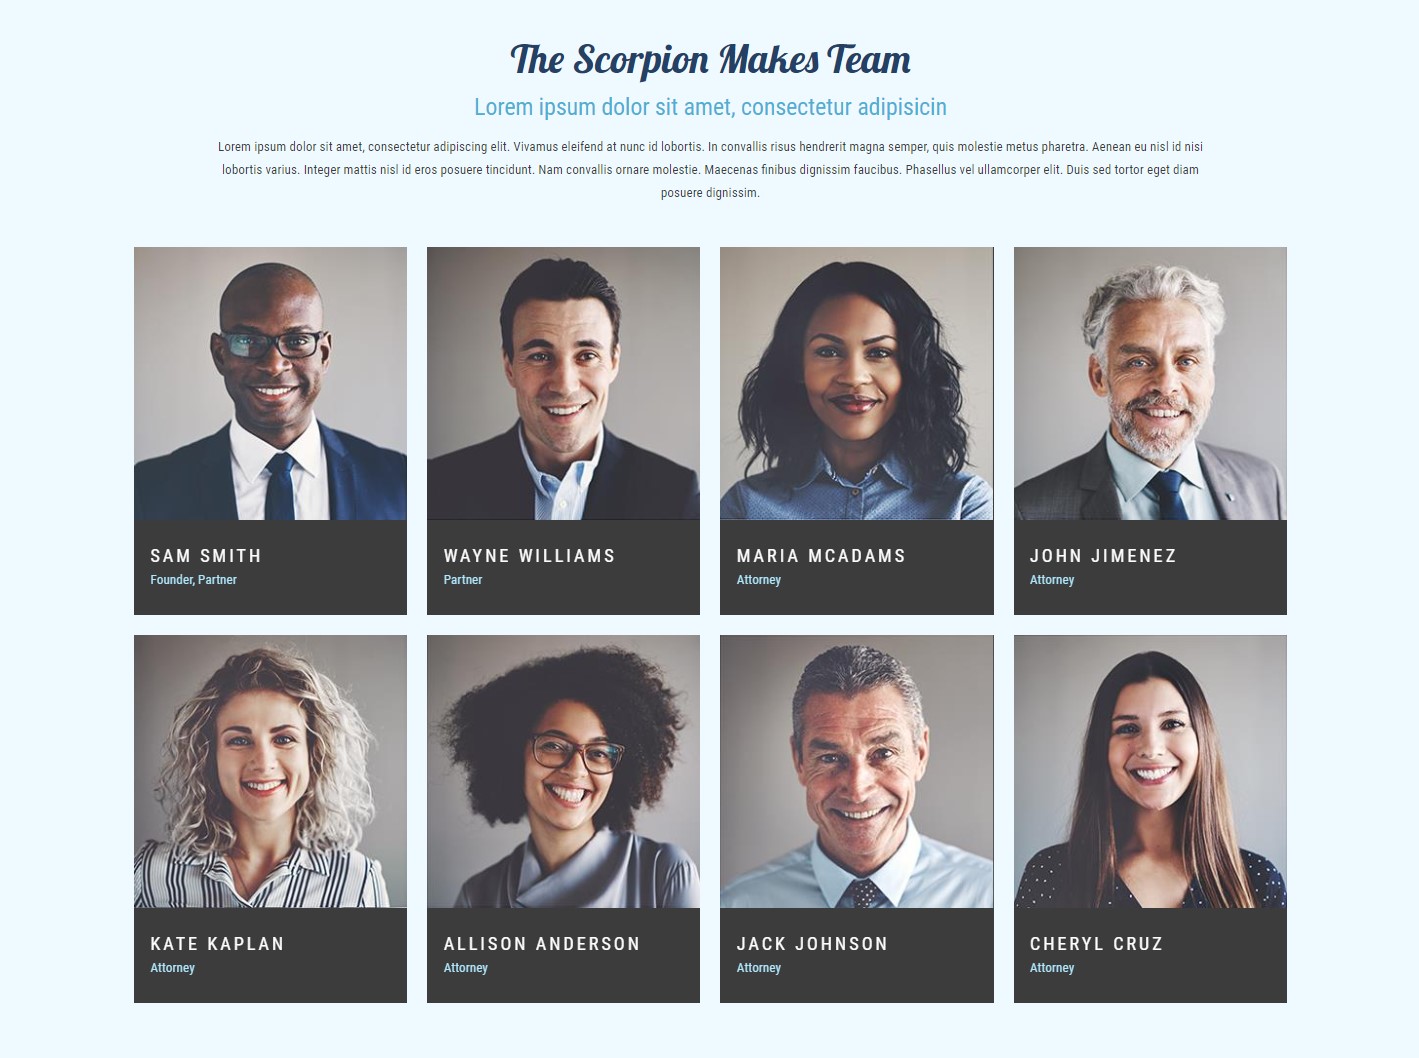 The Scorpion Makes Team
Lorem ipsum dolor sit amet, consectetur adipisicin
Lorem ipsum dolor sit amet, consectetur adipiscing elit. Vivamus eleifend at nunc id lobortis. In convallis risus hendrerit magna semper, quis molestie metus pharetra. Aenean eu nisl id nisi
lobortis varius. Integer mattis nisl id eros posuere tincidunt. Nam convallis ornare molestie. Maecenas finibus dignissim faucibus. Phasellus vel ullamcorper elit. Duis sed tortor eget diam
posuere dignissim.
SAM SMITH
Founder, Partner
WAYNE WILLIAMS
Partner
MARIA MCADAMS
Attorney
JOHN JIMENEZ
Attorney
KATE KAPLAN
Attorney
ALLISON ANDERSON
Attorney
JACK JOHNSON
Attorney
CHERYL CRUZ
Attorney